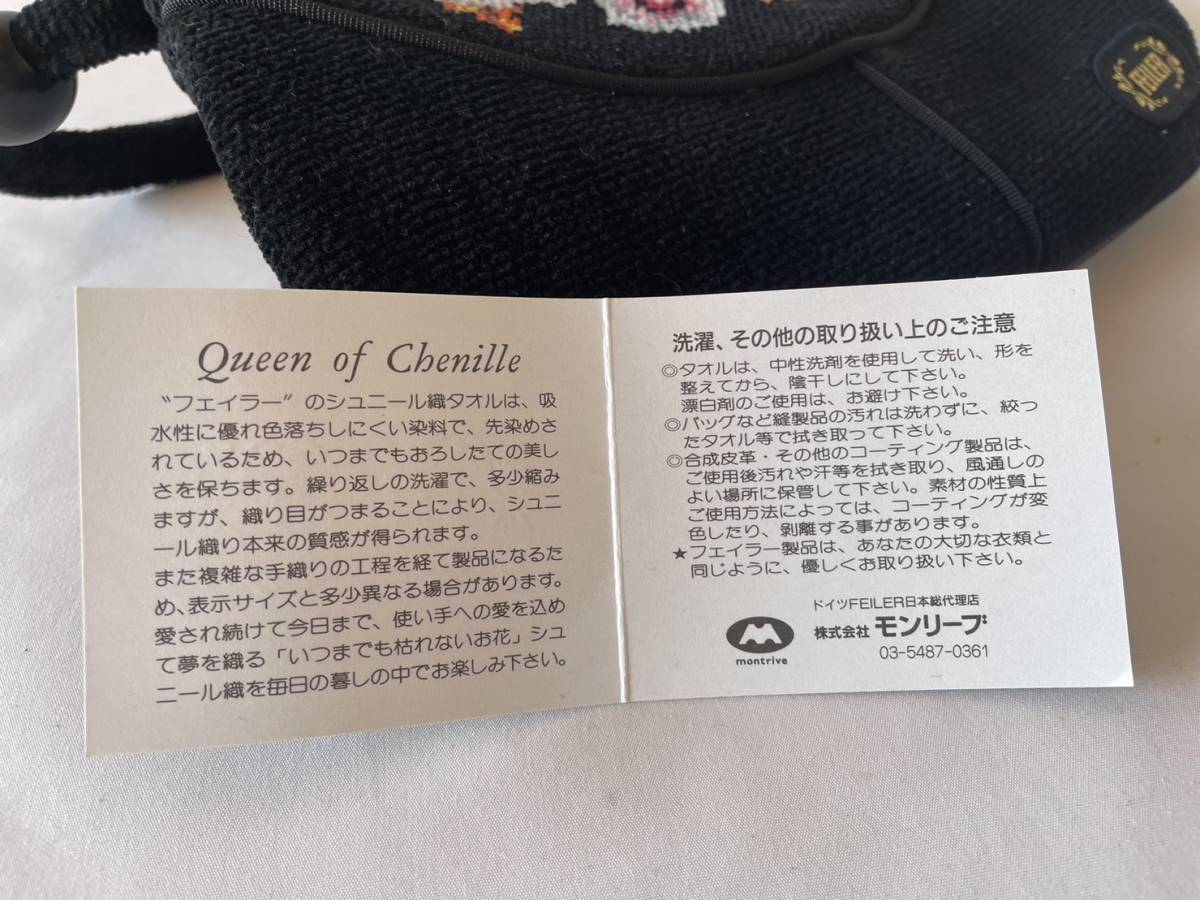 FEILER
Queen of Chenille
“フェイラー”のシュニール織タオルは、吸
水性に優れ色落ちしにくい染料で、先染めさ
れているため、いつまでもおろしたての美し
さを保ちます。繰り返しの洗濯で、多少縮み
ますが、織り目がつまることにより、シュニ
ール織り本来の質感が得られます。
また複雑な手織りの工程を経て製品になるた
め、表示サイズと多少異なる場合があります。
愛され続けて今日まで、使い手への愛を込め
て夢を織る「いつまでも枯れないお花」シュ
ニール織を毎日の暮しの中でお楽しみ下さい。
洗濯、その他の取り扱い上のご注意
◎タオルは、中性洗剤を使用して洗い、形を
整えてから、陰干しにして下さい。
漂白剤のご使用は、お避け下さい。
◎バッグなど縫製品の汚れは洗わずに、絞っ
たタオル等で拭き取って下さい。
◎合成皮革・その他のコーティング製品は、
ご使用後汚れや汗等を拭き取り、風通しの
よい場所に保管して下さい。素材の性質上
ご使用方法によっては、コーティングが変
色したり、剥離する事があります。
★フェイラー製品は、あなたの大切な衣類と
同じように、優しくお取り扱い下さい。
ドイツFEILER日本総代理店
株式会社 モンリーブ
montrive
03-5487-0361